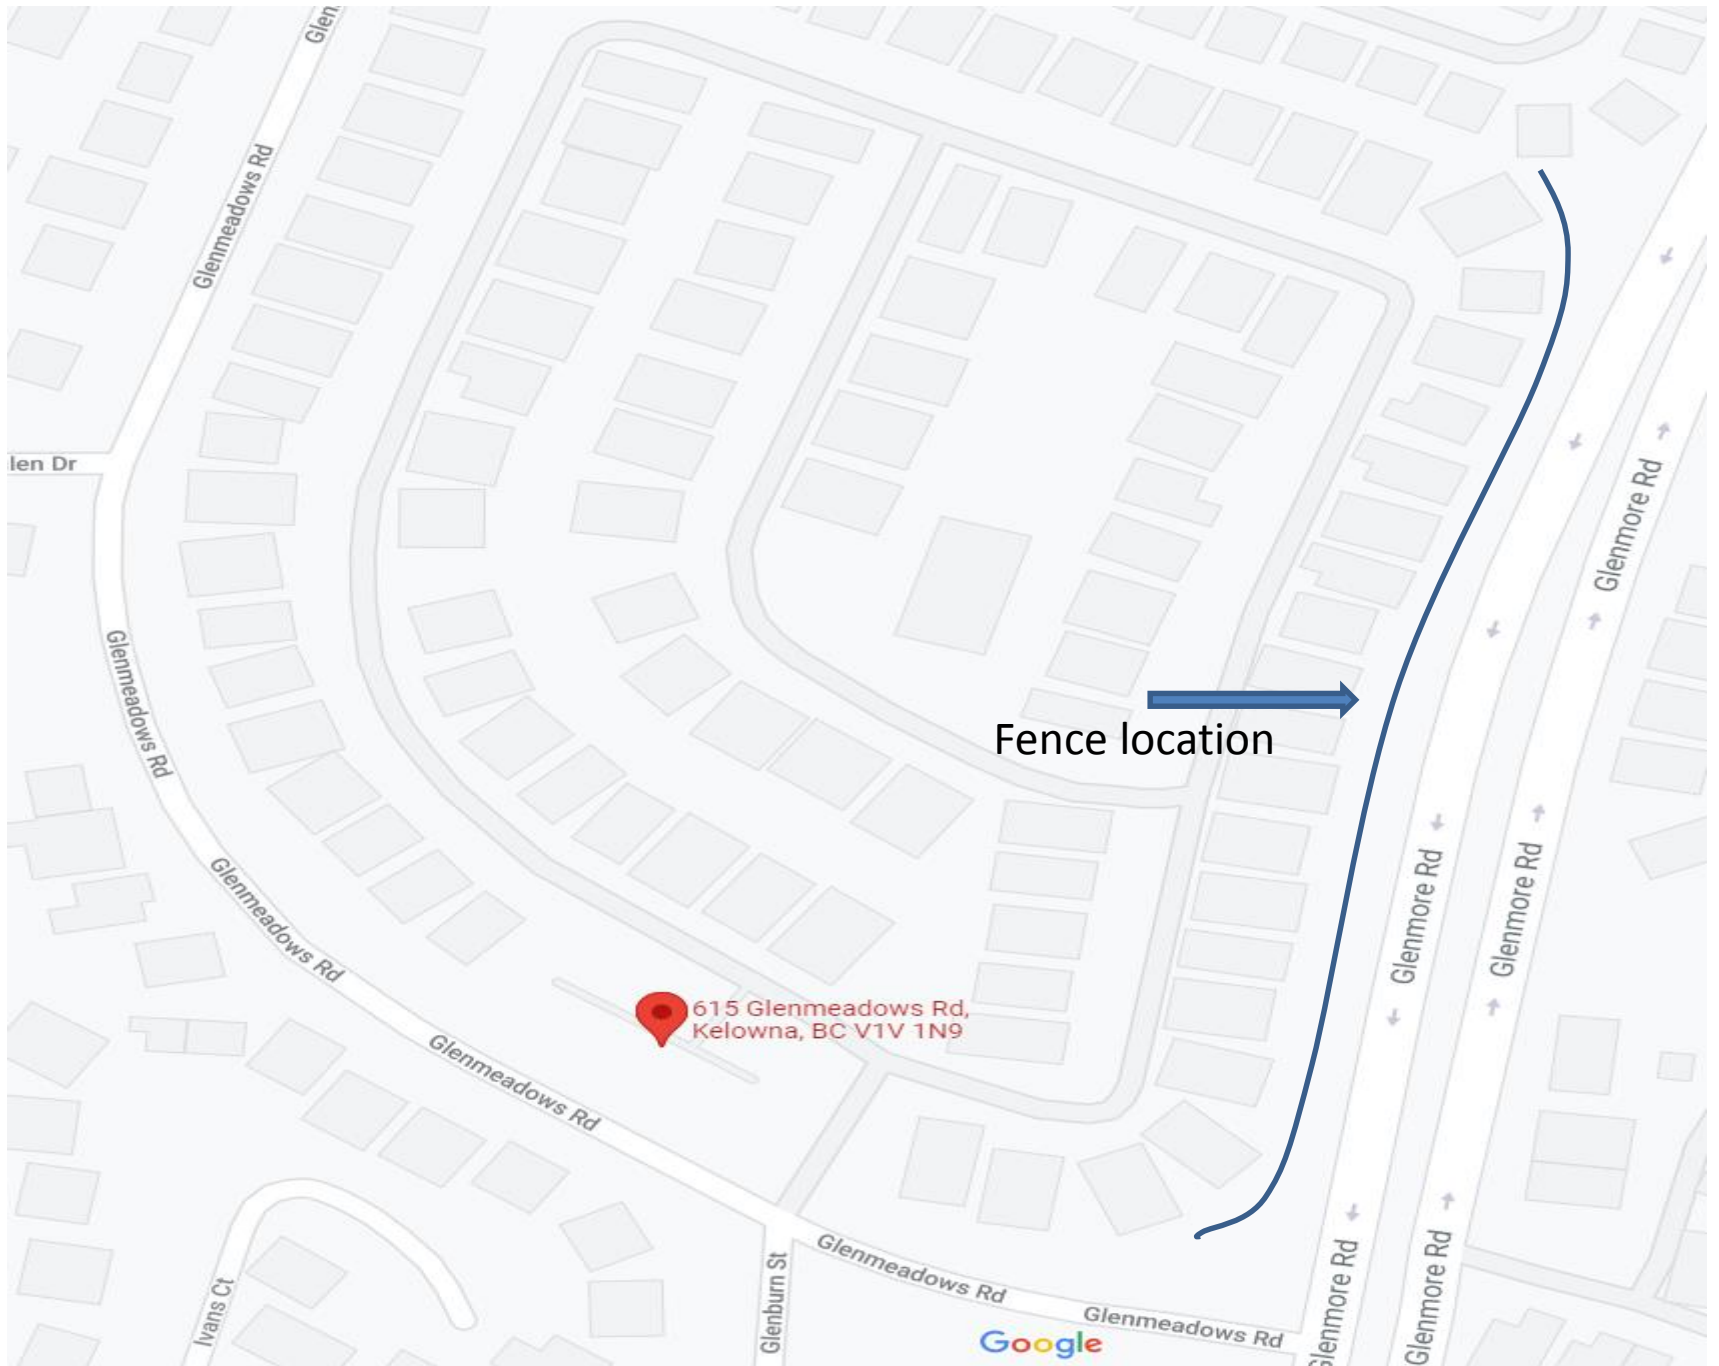 Glen
Glenmeadows Rd
len Dr
Glenmore Rd
Glenmeadows Rd
Fence location
Glenmore Rd
Glenmore Rd
Glenmeadows Rd
615 Glenmeadows Rd,
Kelowna, BC V1V 1N9
Glenmeadows Rd
Glenmeadows Rd
Glenmeadows Rd
Glenburn St
Ivans Ct
Glenmore Rd
Glenmore Rd
Google